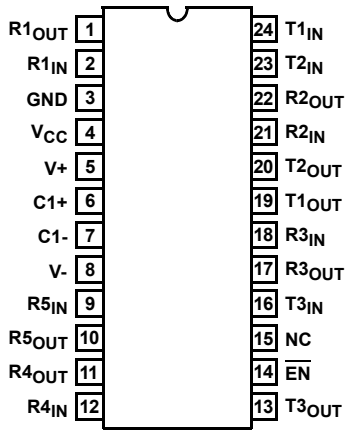 R1OUT 1 24 T1IN
R1IN 2 23 T2IN
GND 3 22 R2OUT
VCC 4 21 R2IN
V+ 5 20 T2OUT
C1+ 6 19 T1OUT
C1- 7 18 R3IN
V- 8 17 R3OUT
R5IN 9 16 T3IN
R5OUT 10 15 NC
R4OUT 11 14 E̅N̅
R4IN 12 13 T3OUT